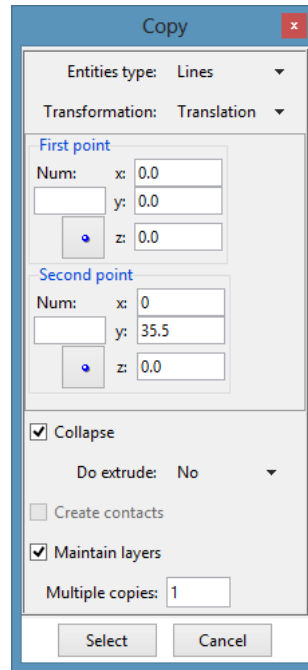 Copy x
Entities type: Lines
Transformation: Translation
First point
Num: x: 0.0
y: 0.0
z: 0.0
Second point
Num: x: 0
y: 35.5
z: 0.0
Collapse
Do extrude: No
Create contacts
Maintain layers
Multiple copies: 1
Select Cancel